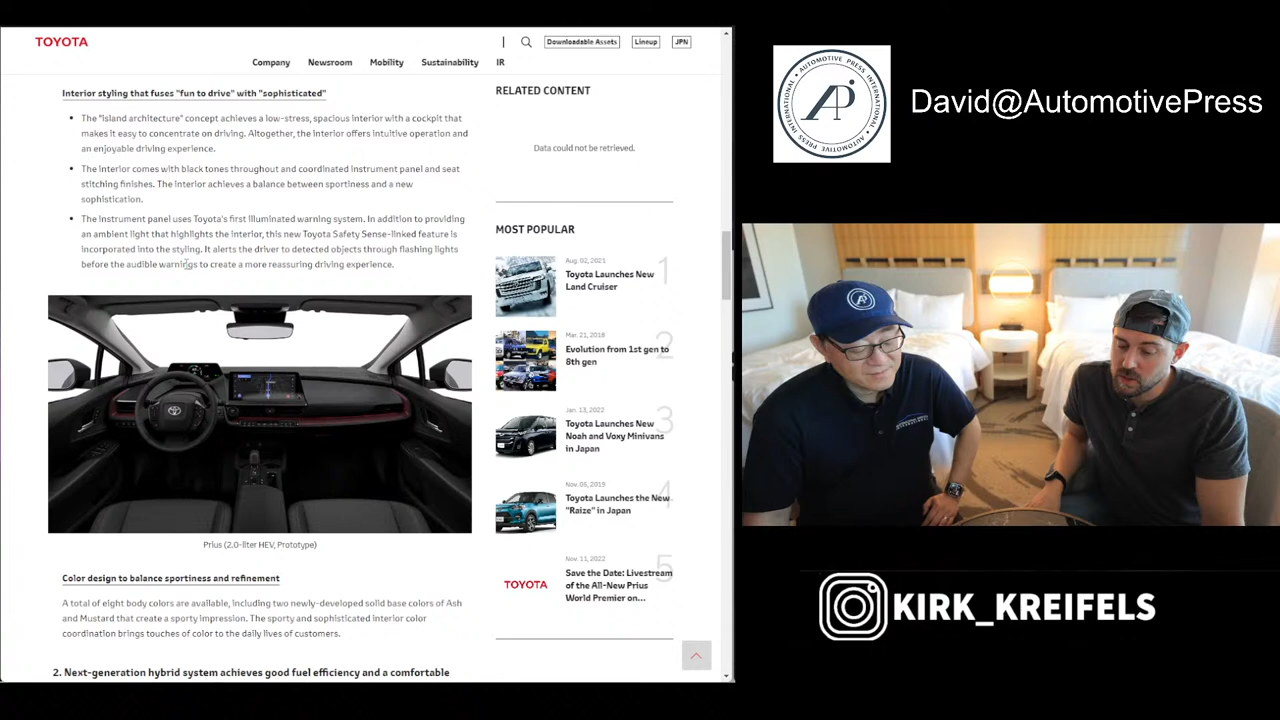 TOYOTA
Downloadable Assets
Lineup
JPN
Company
Newsroom
Mobility
Sustainability
IR
Interior styling that fuses "fun to drive" with "sophisticated"
The "island architecture" concept achieves a low-stress, spacious interior with a cockpit that
makes it easy to concentrate on driving. Altogether, the interior offers intuitive operation and
an enjoyable driving experience.
The interior comes with black tones throughout and coordinated instrument panel and seat
stitching finishes. The interior achieves a balance between sportiness and a new
sophistication.
The instrument panel uses Toyota's first illuminated warning system. In addition to providing
an ambient light that highlights the interior, this new Toyota Safety Sense-linked feature is
incorporated into the styling. It alerts the driver to detected objects through flashing lights
before the audible warnings to create a more reassuring driving experience.
Prius (2.0-liter HEV, Prototype)
Color design to balance sportiness and refinement
A total of eight body colors are available, including two newly-developed solid base colors of Ash
and Mustard that create a sporty impression. The sporty and sophisticated interior color
coordination brings touches of color to the daily lives of customers.
2. Next-generation hybrid system achieves good fuel efficiency and a comfortable
RELATED CONTENT
Data could not be retrieved.
MOST POPULAR
Aug. 02, 2021
Toyota Launches New
Land Cruiser
1
Mar. 21, 2018
Evolution from 1st gen to
8th gen
2
Jan. 13, 2022
Toyota Launches New
Noah and Voxy Minivans
in Japan
3
Nov. 05, 2019
Toyota Launches the New
"Raize" in Japan
4
TOYOTA
Nov. 11, 2022
Save the Date: Livestream
of the All-New Prius
World Premier on...
5
AUTOMOTIVE PRESS INTERNATIONAL
API
AUTOMOTIVE PRESS INTERNATIONAL
David@AutomotivePress
KIRK_KREIFELS